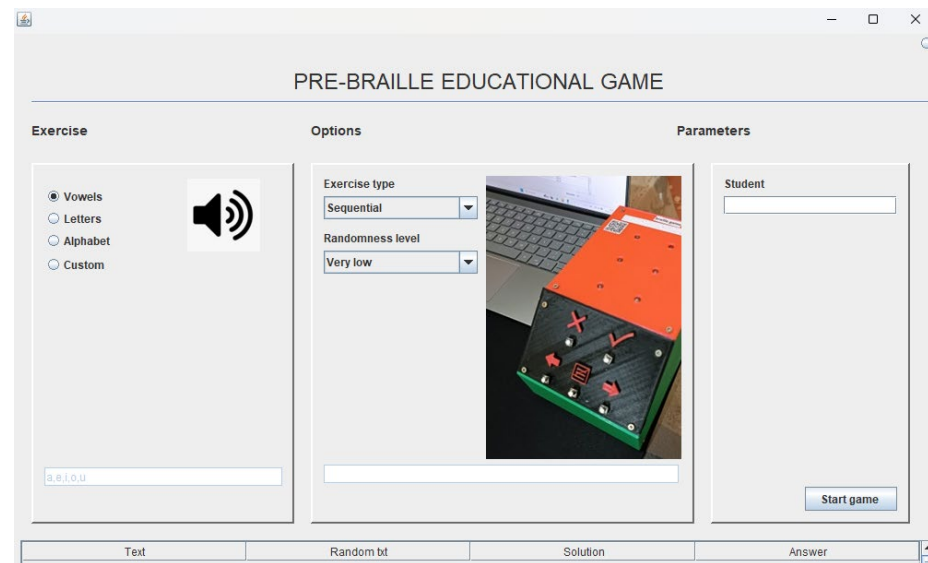 PRE-BRAILLE EDUCATIONAL GAME
Exercise
Options
Parameters
Vowels
Letters
Alphabet
Custom
a,e,i,o,u
Exercise type
Sequential
Randomness level
Very low
Student
Start game
Text
Random txt
Solution
Answer